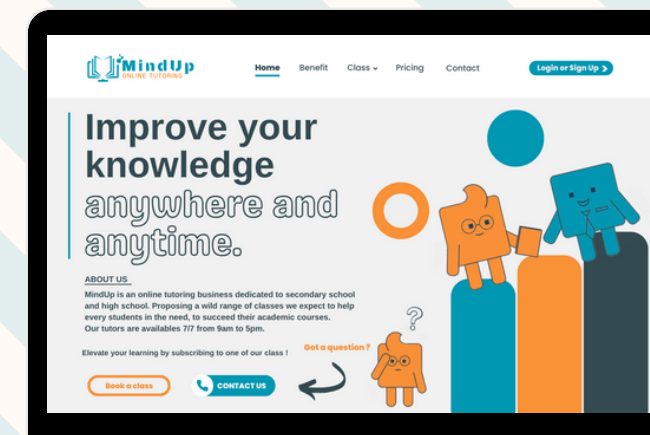 MindUp
ONLINE TUTORING
Home Benefit Class Pricing Contact
Login or Sign Up
Improve your
knowledge
anywhere and
anytime.
ABOUT US
MindUp is an online tutoring business dedicated to secondary school
and high school. Proposing a wild range of classes we expect to help
every students in the need, to succeed their academic courses.
Our tutors are availables 7/7 from 9am to 5pm.
Elevate your learning by subscribing to one of our class !
Got a question ?
?
Book a class
CONTACT US